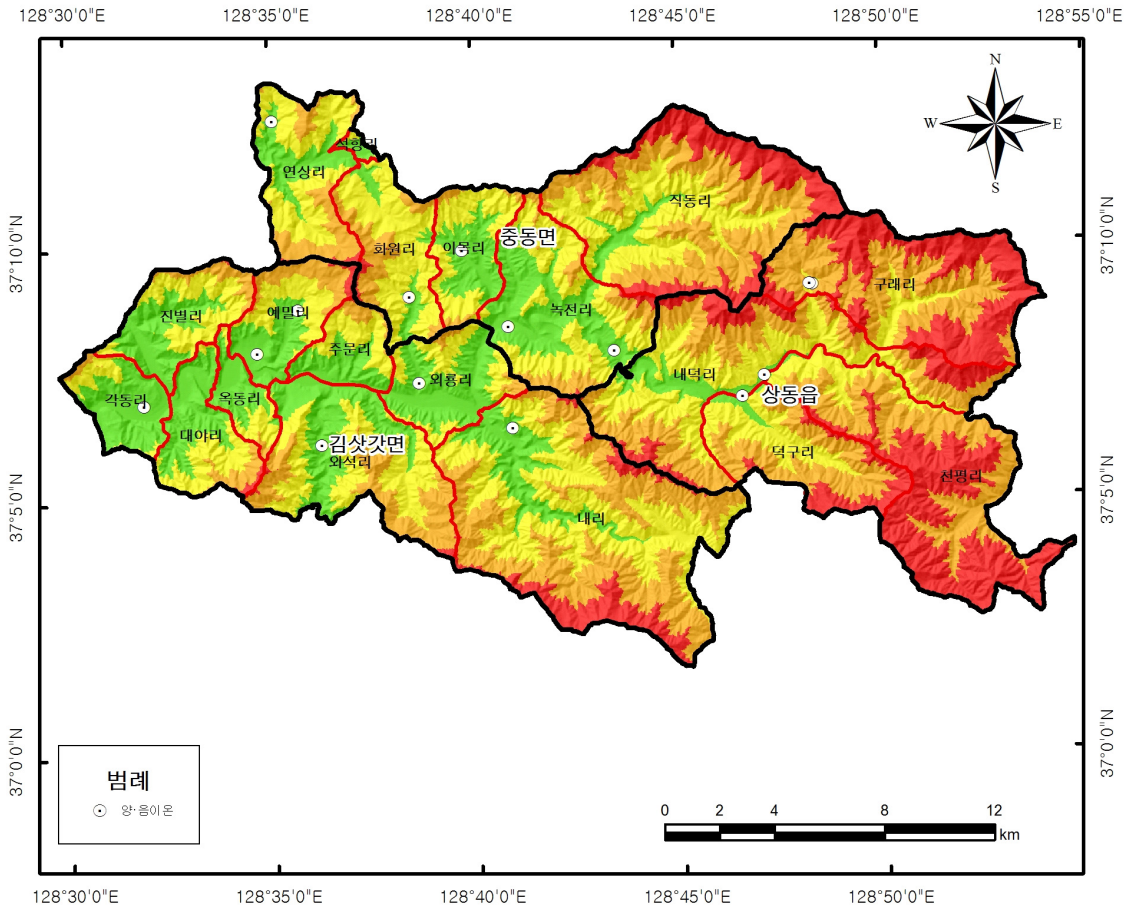 128°30'0"E 128°35'0"E 128°40'0"E 128°45'0"E 128°50'0"E 128°55'0"E
N
W E
S
37°10'0"N
37°10'0"N
37°5'0"N
37°5'0"N
37°0'0"N
37°0'0"N
석항리
연상리
직동리
화원리
이목리
중동면
구래리
녹전리
진별리
예밀리
주문리
외룡리
내덕리
상동읍
각동리
옥동리
대야리
김삿갓면
와석리
덕구리
천평리
내리
범례
양·음이온
0 2 4 8 12
km
128°30'0"E 128°35'0"E 128°40'0"E 128°45'0"E 128°50'0"E